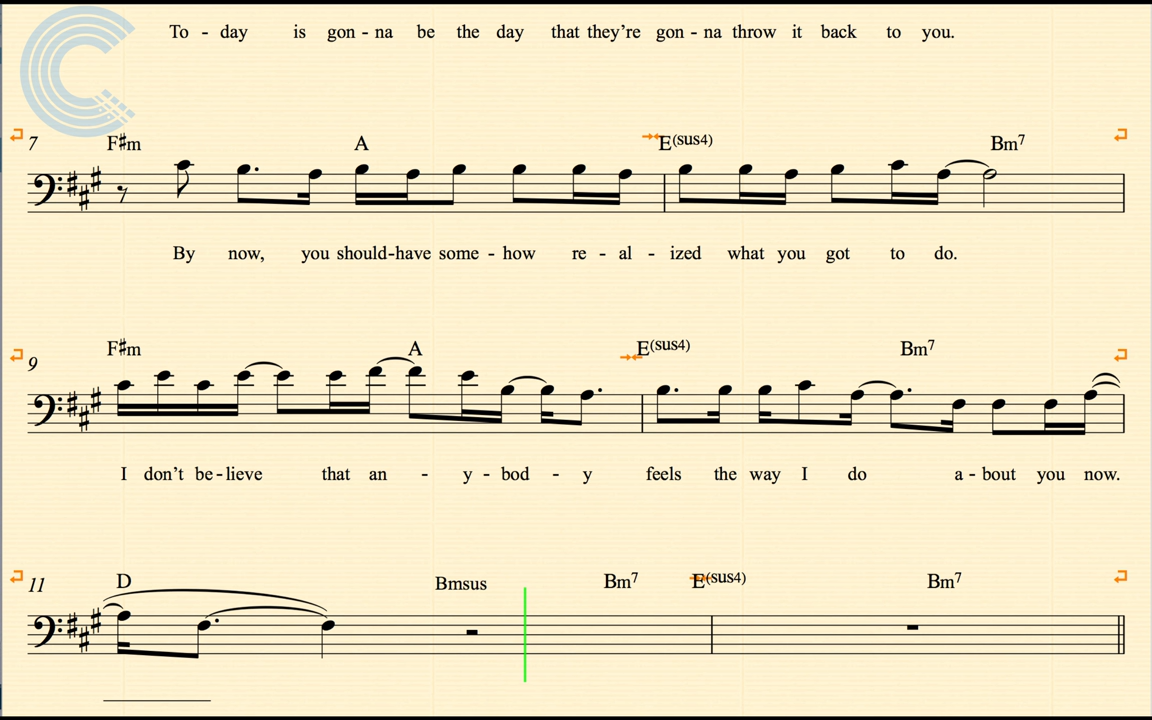 To - day is gon - na be the day that they’re gon - na throw it back to you.
7 F♯m A E(sus4) Bm7
By now, you should-have some - how re - al - ized what you got to do.
9 F♯m A E(sus4) Bm7
I don’t be - lieve that an - y - bod - y feels the way I do a - bout you now.
11 D Bmsus Bm7 E(sus4) Bm7